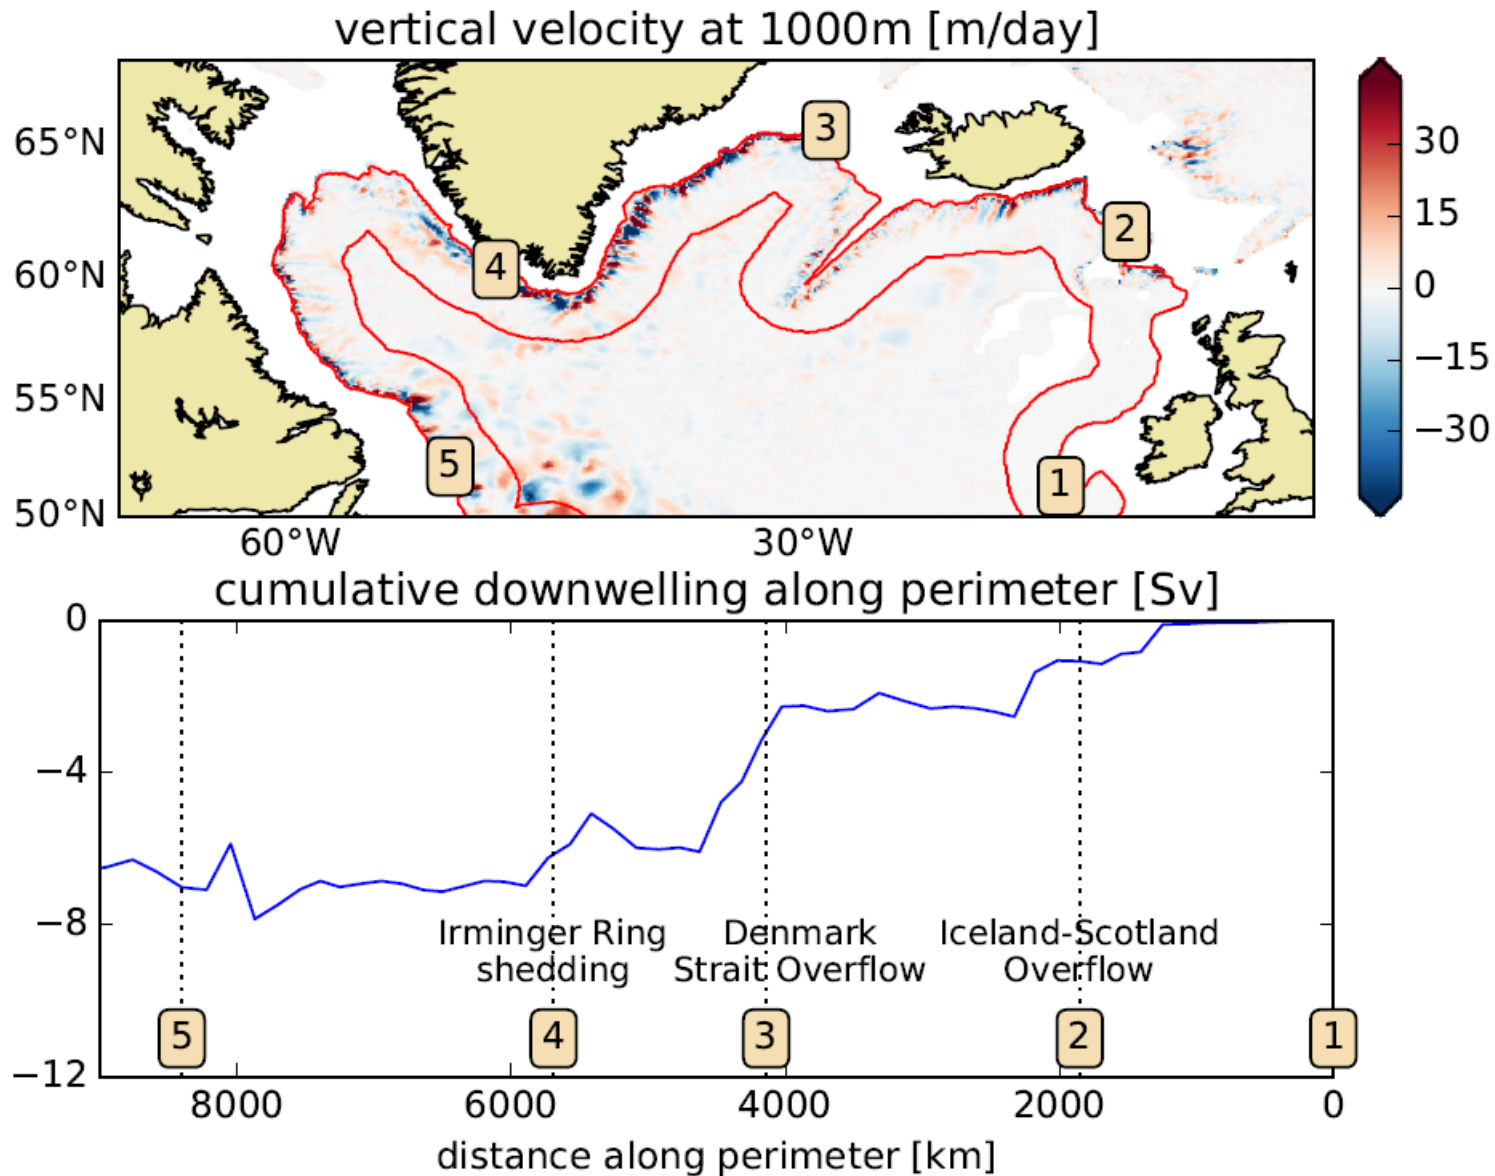 vertical velocity at 1000m [m/day]
65°N
60°N
55°N
50°N
60°W
30°W
3
2
4
5
1
30
15
0
−15
−30
cumulative downwelling along perimeter [Sv]
0
−4
−8
−12
Irminger Ring
shedding
Denmark
Strait Overflow
Iceland-Scotland
Overflow
5
4
3
2
1
8000
6000
4000
2000
0
distance along perimeter [km]